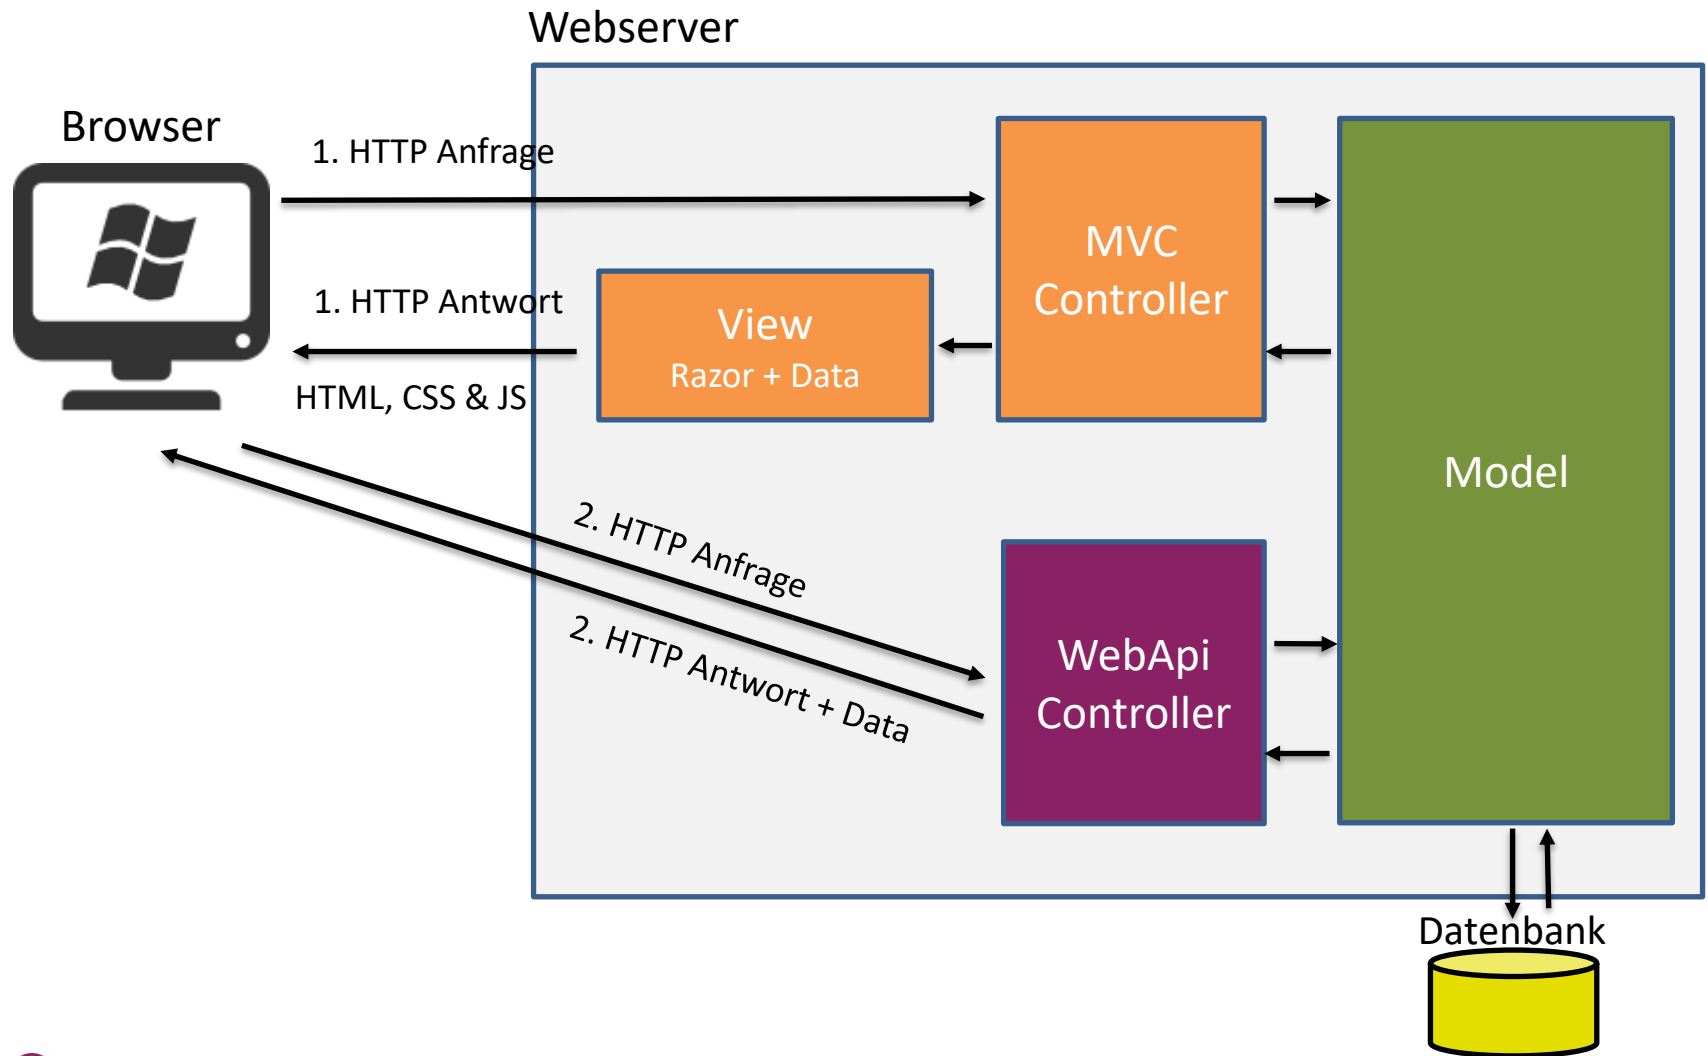 Webserver
Browser
1. HTTP Anfrage
MVC
Controller
1. HTTP Antwort
View
Razor + Data
HTML, CSS & JS
Model
2. HTTP Anfrage
2. HTTP Antwort + Data
WebApi
Controller
Datenbank